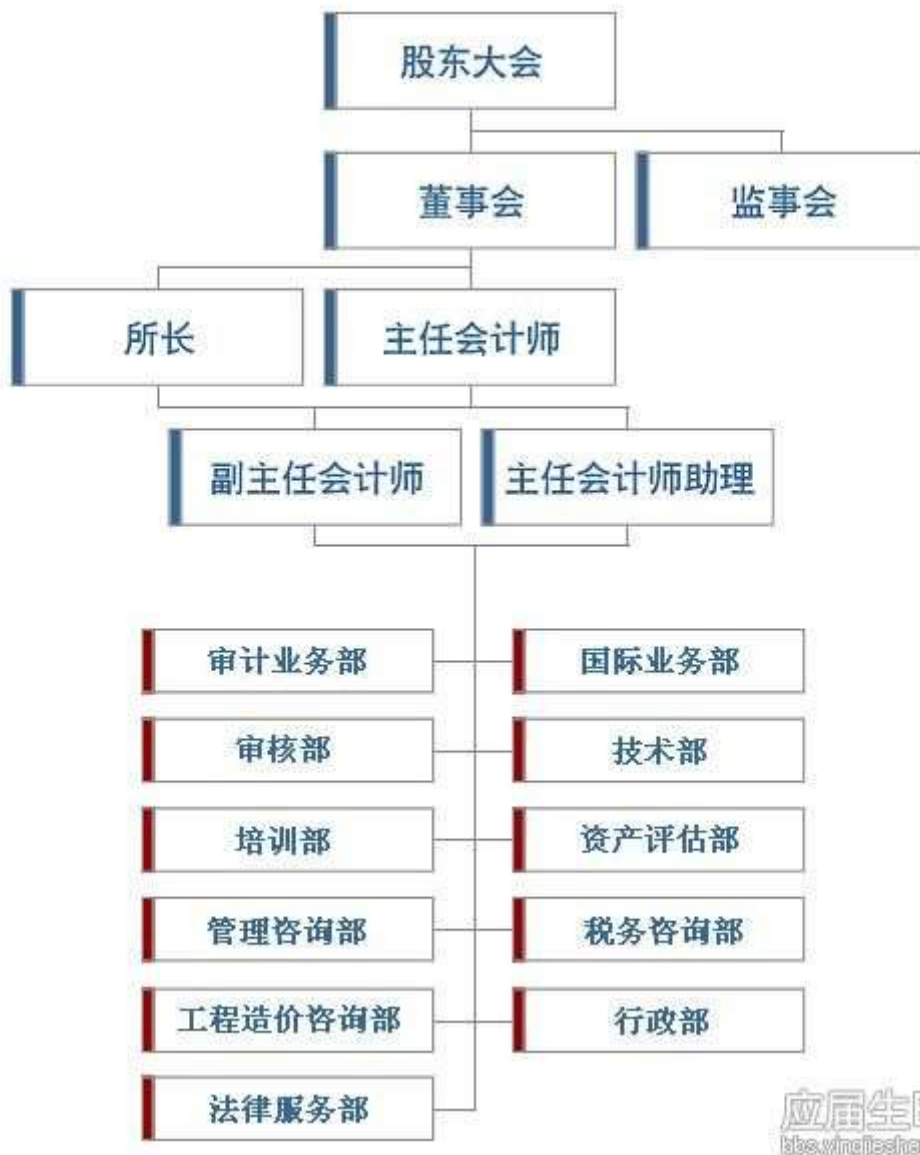 股东大会
董事会
监事会
所长
主任会计师
副主任会计师
主任会计师助理
审计业务部
国际业务部
审核部
技术部
培训部
资产评估部
管理咨询部
税务咨询部
工程造价咨询部
行政部
法律服务部
应届生